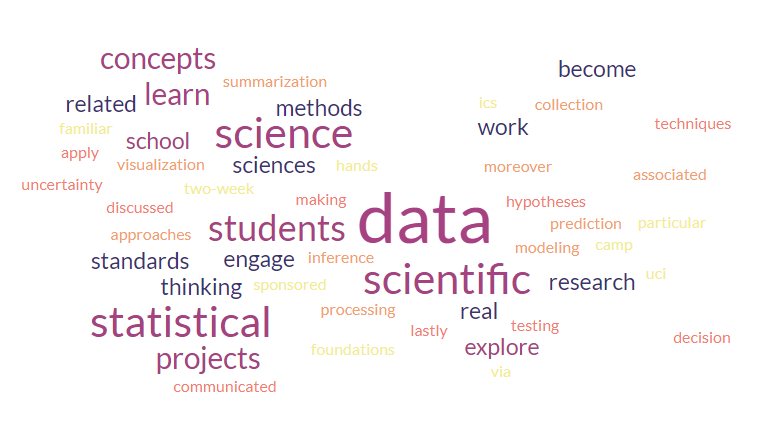 concepts
become
summarization
learn
related
methods
ics
collection
familiar
science
work
techniques
school
apply
visualization
sciences
hands
moreover
associated
uncertainty
two-week
making
hypotheses
discussed
data
students
prediction
particular
approaches
modeling
camp
standards
engage
inference
scientific
research
uci
thinking
sponsored
processing
real
statistical
lastly
testing
decision
projects
foundations
explore
via
communicated